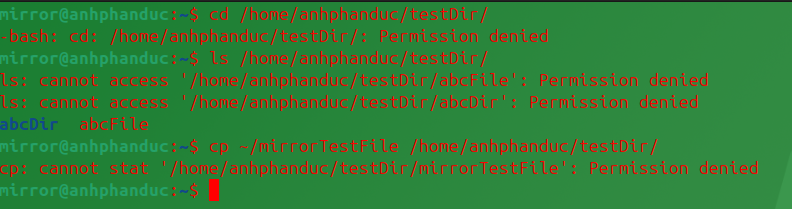 mirror@anhphanduc:~$ cd /home/anhphanduc/testDir/
-bash: cd: /home/anhphanduc/testDir/: Permission denied
mirror@anhphanduc:~$ ls /home/anhphanduc/testDir/
ls: cannot access '/home/anhphanduc/testDir/abcFile': Permission denied
ls: cannot access '/home/anhphanduc/testDir/abcDir': Permission denied
abcDir  abcFile
mirror@anhphanduc:~$ cp ~/mirrorTestFile /home/anhphanduc/testDir/
cp: cannot stat '/home/anhphanduc/testDir/mirrorTestFile': Permission denied
mirror@anhphanduc:~$